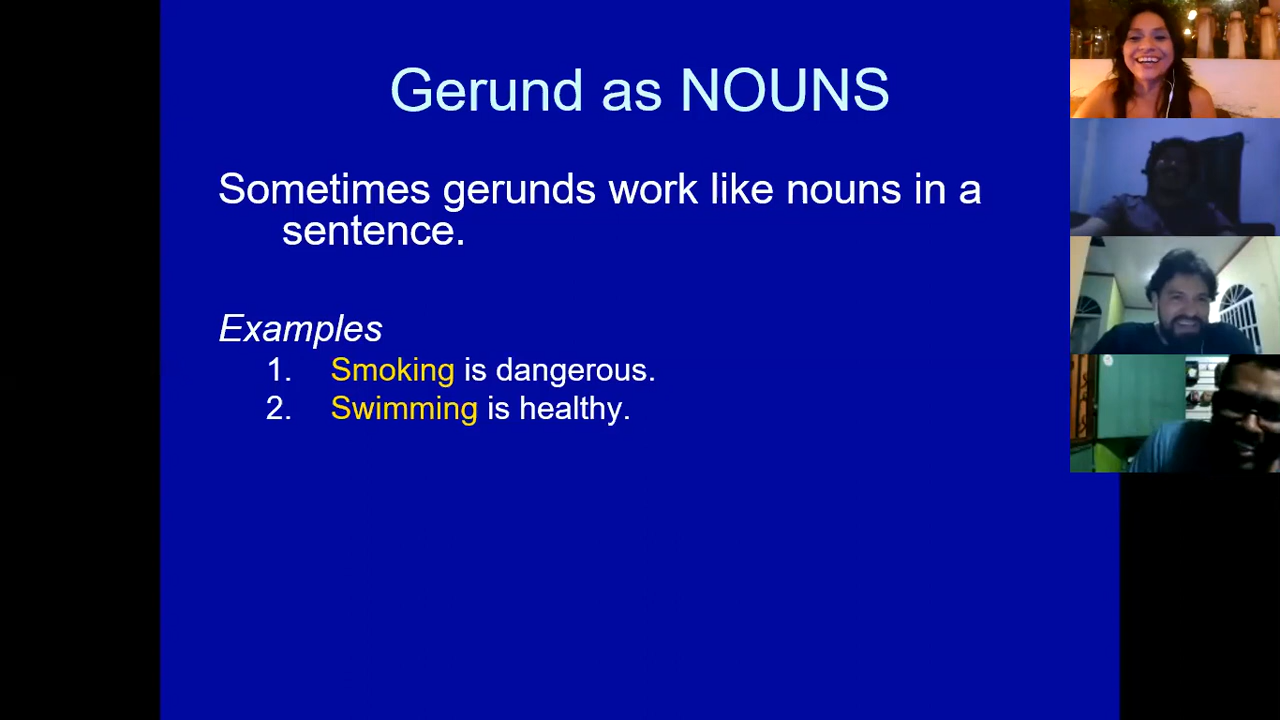 Gerund as NOUNS
Sometimes gerunds work like nouns in a
sentence.
Examples
1. Smoking is dangerous.
2. Swimming is healthy.